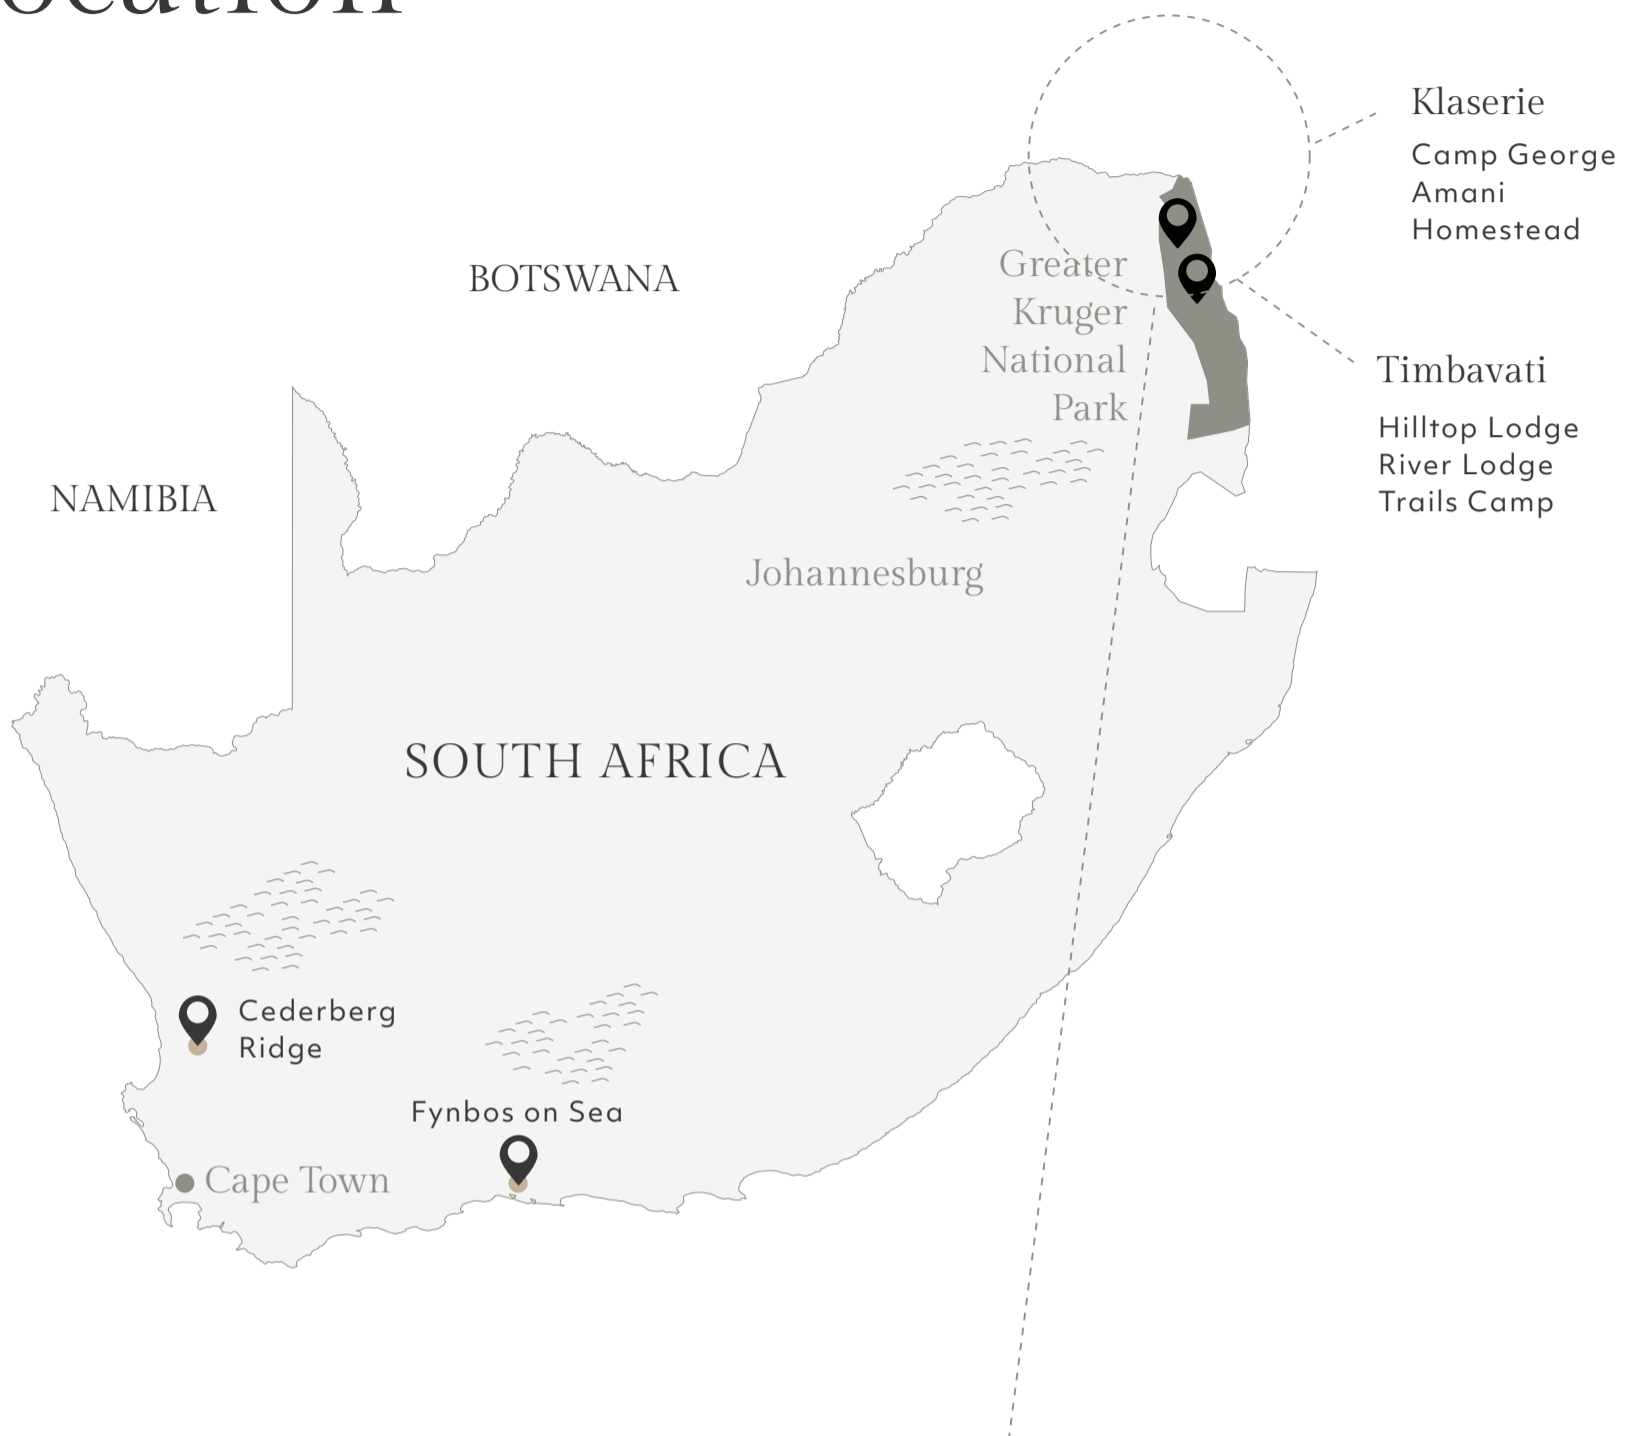 Klaserie
Camp George
Amani
Homestead
BOTSWANA
Greater
Kruger
National
Park
Timbavati
Hilltop Lodge
River Lodge
Trails Camp
NAMIBIA
Johannesburg
SOUTH AFRICA
Cederberg
Ridge
Fynbos on Sea
Cape Town